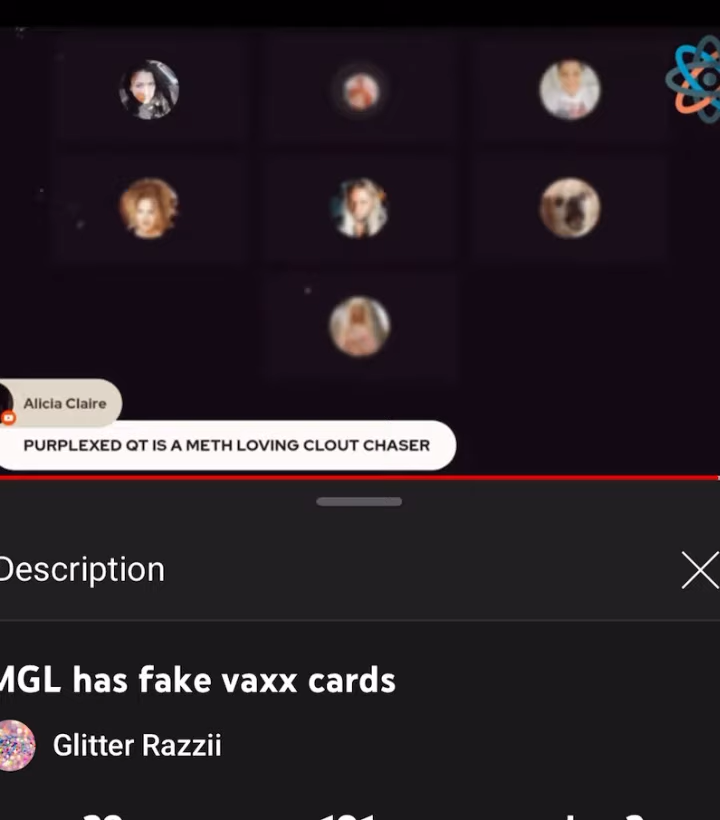 Alicia Claire
PURPLEXED QT IS A METH LOVING CLOUT CHASER
Description
MGL has fake vaxx cards
Glitter Razzii